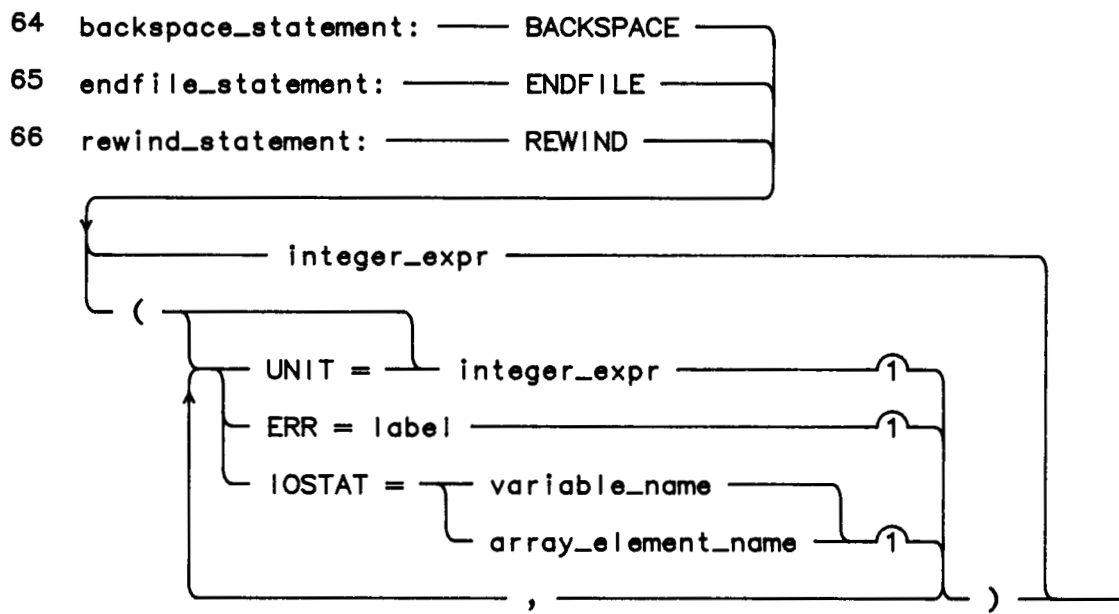 64 backspace_statement: BACKSPACE
65 endfile_statement: ENDFILE
66 rewind_statement: REWIND
integer_expr
(
UNIT = integer_expr 1
ERR = label 1
IOSTAT = variable_name
array_element_name 1
, )